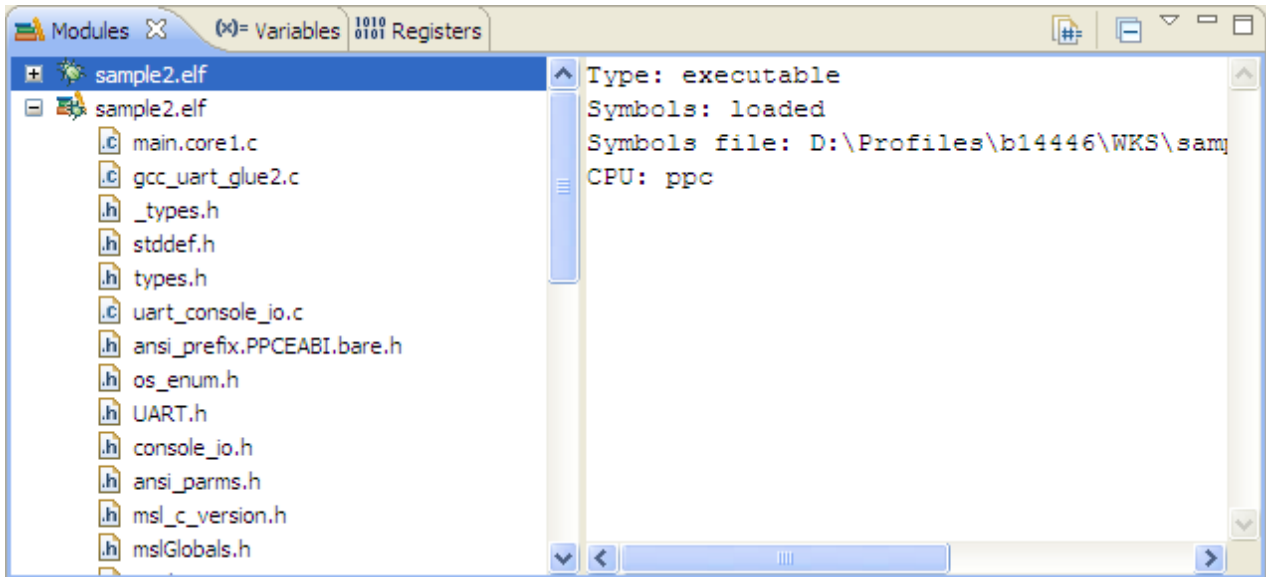 Modules (x)= Variables 1010 0101 Registers
sample2.elf
sample2.elf
.c main.core1.c
.c gcc_uart_glue2.c
.h _types.h
.h stddef.h
.h types.h
.c uart_console_io.c
.h ansi_prefix.PPCEABI.bare.h
.h os_enum.h
.h UART.h
.h console_io.h
.h ansi_parms.h
.h msl_c_version.h
.h mslGlobals.h
Type: executable
Symbols: loaded
Symbols file: D:\Profiles\b14446\WKS\sam
CPU: ppc